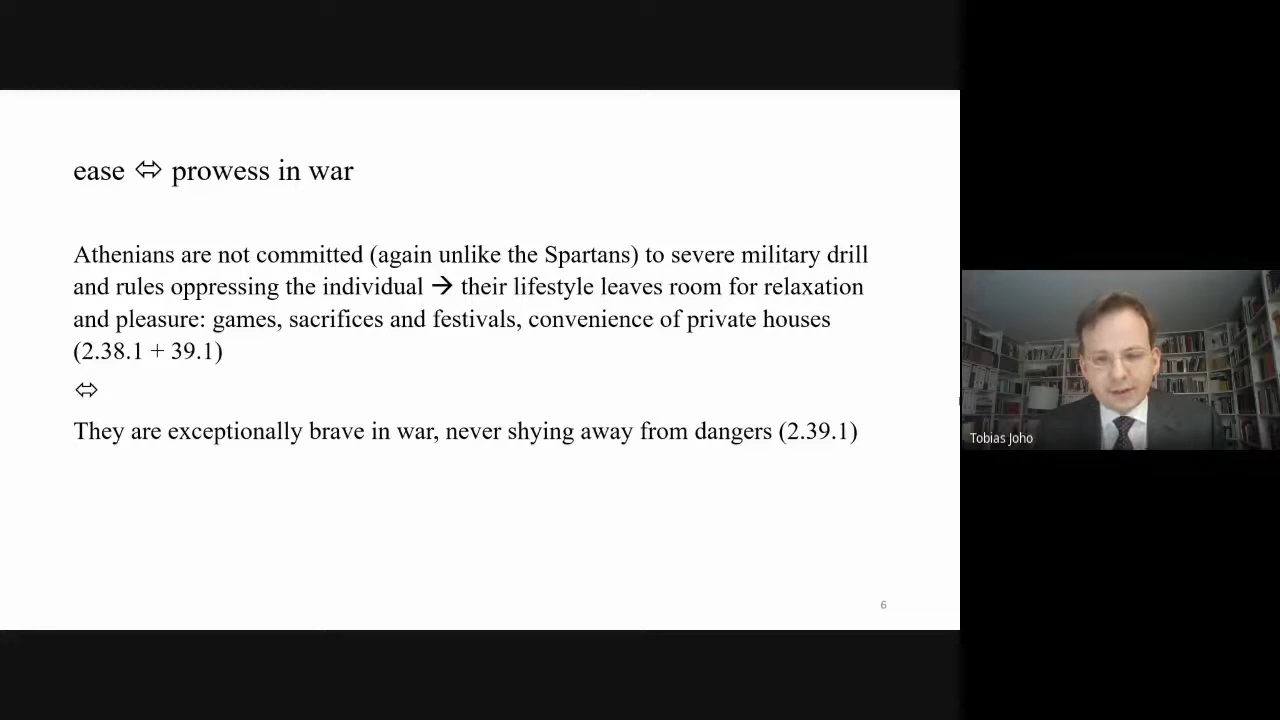 ease ⬄ prowess in war
Athenians are not committed (again unlike the Spartans) to severe military drill
and rules oppressing the individual → their lifestyle leaves room for relaxation
and pleasure: games, sacrifices and festivals, convenience of private houses
(2.38.1 + 39.1)
⬄
They are exceptionally brave in war, never shying away from dangers (2.39.1)
6
Tobias Joho